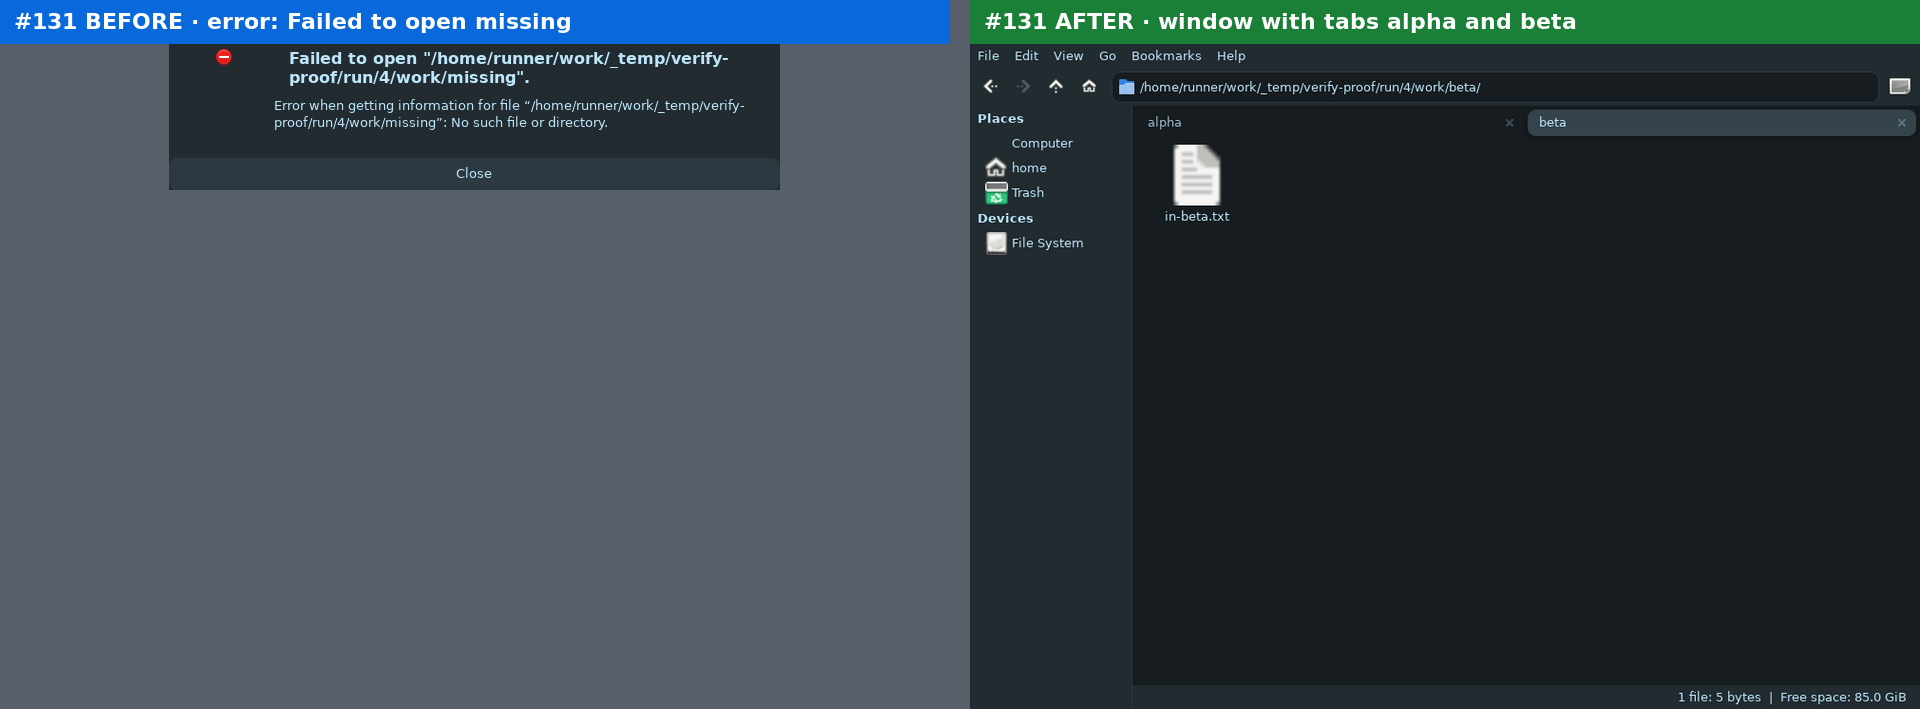 #131 BEFORE · error: Failed to open missing
Failed to open "/home/runner/work/_temp/verify-
proof/run/4/work/missing".
Error when getting information for file “/home/runner/work/_temp/verify-
proof/run/4/work/missing”: No such file or directory.
Close
#131 AFTER · window with tabs alpha and beta
File Edit View Go Bookmarks Help
/home/runner/work/_temp/verify-proof/run/4/work/beta/
Places
Computer
home
Trash
Devices
File System
alpha
beta
in-beta.txt
1 file: 5 bytes | Free space: 85.0 GiB